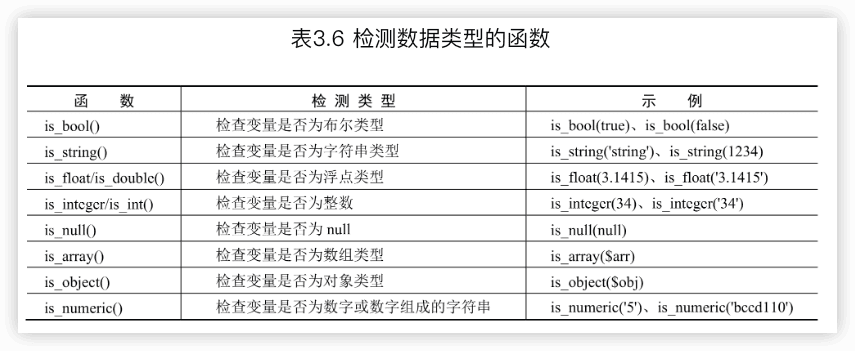 表3.6 检测数据类型的函数
函 数 检 测 类 型 示 例
is_bool() 检查变量是否为布尔类型 is_bool(true)、is_bool(false)
is_string() 检查变量是否为字符串类型 is_string('string')、is_string(1234)
is_float/is_double() 检查变量是否为浮点类型 is_float(3.1415)、is_float('3.1415')
is_integer/is_int() 检查变量是否为整数 is_integer(34)、is_integer('34')
is_null() 检查变量是否为 null is_null(null)
is_array() 检查变量是否为数组类型 is_array($arr)
is_object() 检查变量是否为对象类型 is_object($obj)
is_numeric() 检查变量是否为数字或数字组成的字符串 is_numeric('5')、is_numeric('bccd110')